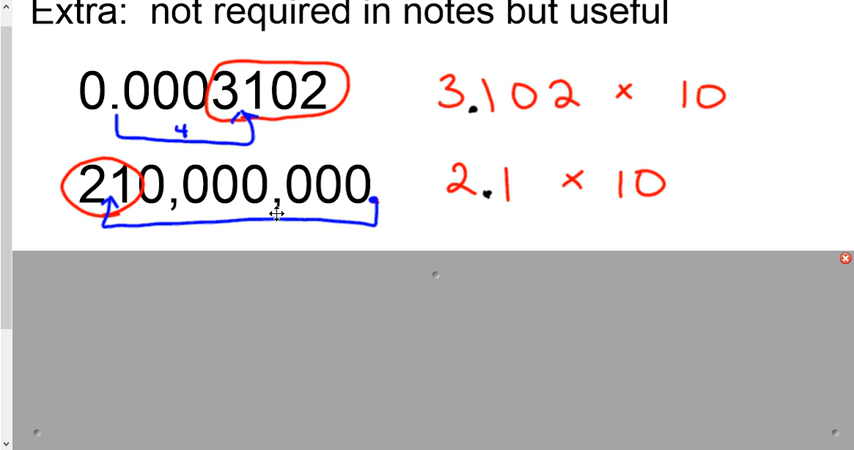 Extra: not required in notes but useful
0.0003102 3.102 × 10
4
210,000,000. 2.1 × 10